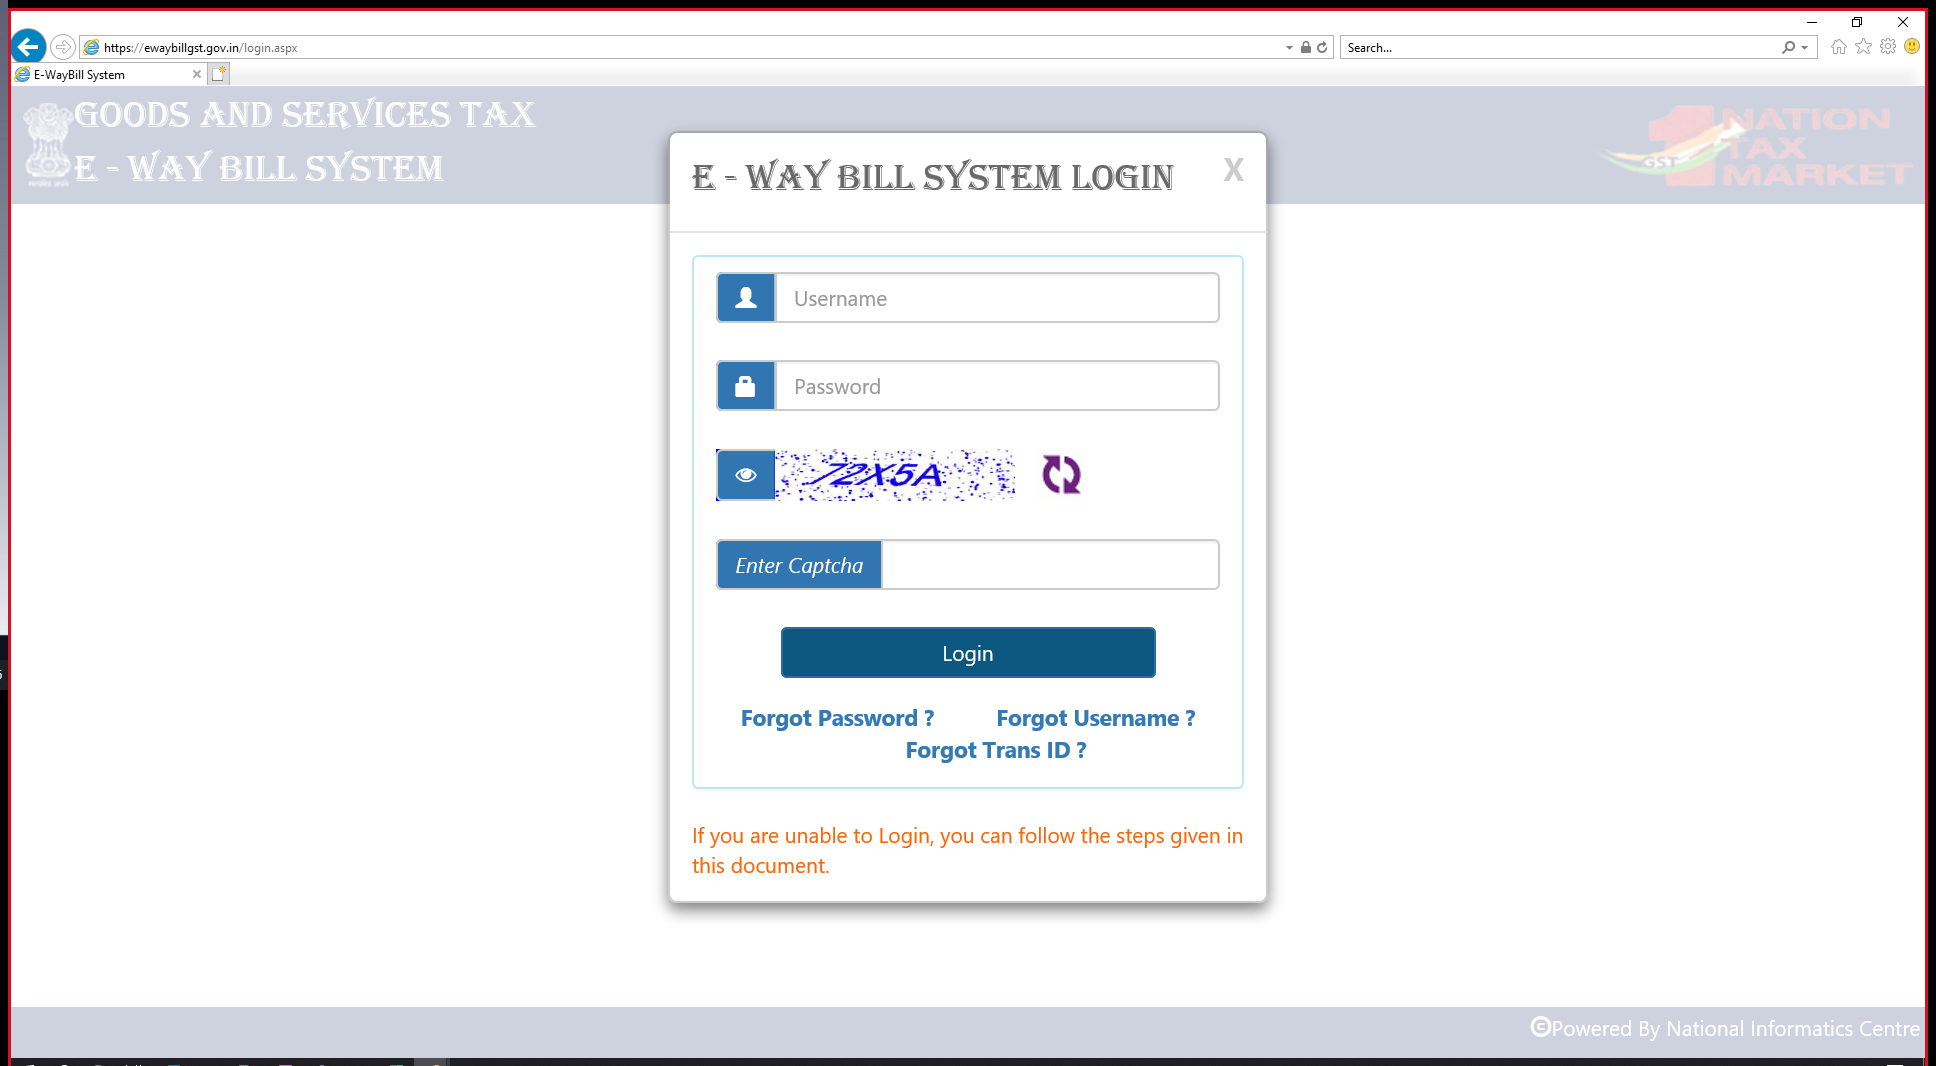 https://ewaybillgst.gov.in/login.aspx
Search...
E-WayBill System
GOODS AND SERVICES TAX
E - WAY BILL SYSTEM
1 NATION
TAX
MARKET
GST
E - WAY BILL SYSTEM LOGIN
X
Username
Password
Enter Captcha
Login
Forgot Password ? Forgot Username ?
Forgot Trans ID ?
If you are unable to Login, you can follow the steps given in
this document.
©Powered By National Informatics Centre